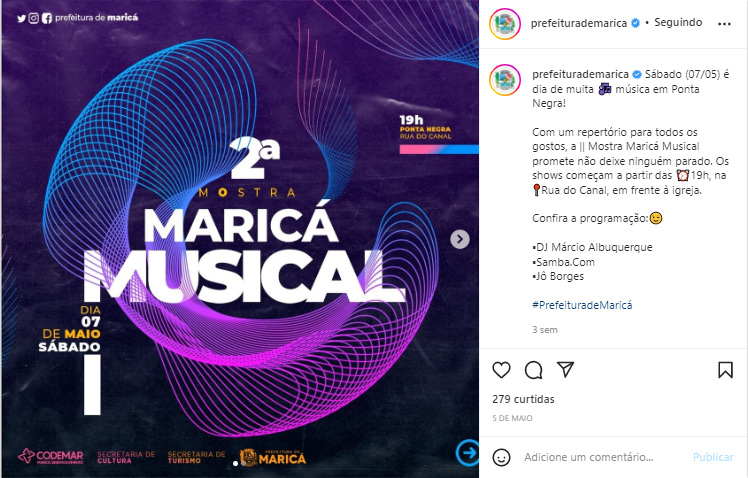 prefeitura de maricá
19h
PONTA NEGRA
RUA DO CANAL
2ª
MOSTRA
MARICÁ
MUSICAL
DIA
07
DE MAIO
SÁBADO
CODEMAR
MARICÁ DESENVOLVIMENTO
SECRETARIA DE
CULTURA
SECRETARIA DE
TURISMO
PREFEITURA DE
MARICÁ
prefeiturademarica • Seguindo
prefeiturademarica Sábado (07/05) é
dia de muita 🎶 música em Ponta
Negra!
Com um repertório para todos os
gostos, a || Mostra Maricá Musical
promete não deixe ninguém parado. Os
shows começam a partir das ⏰19h, na
📍Rua do Canal, em frente à igreja.
Confira a programação:😉
▪DJ Márcio Albuquerque
▪Samba.Com
▪Jô Borges
#PrefeituradeMaricá
3 sem
279 curtidas
5 DE MAIO
Adicione um comentário... Publicar